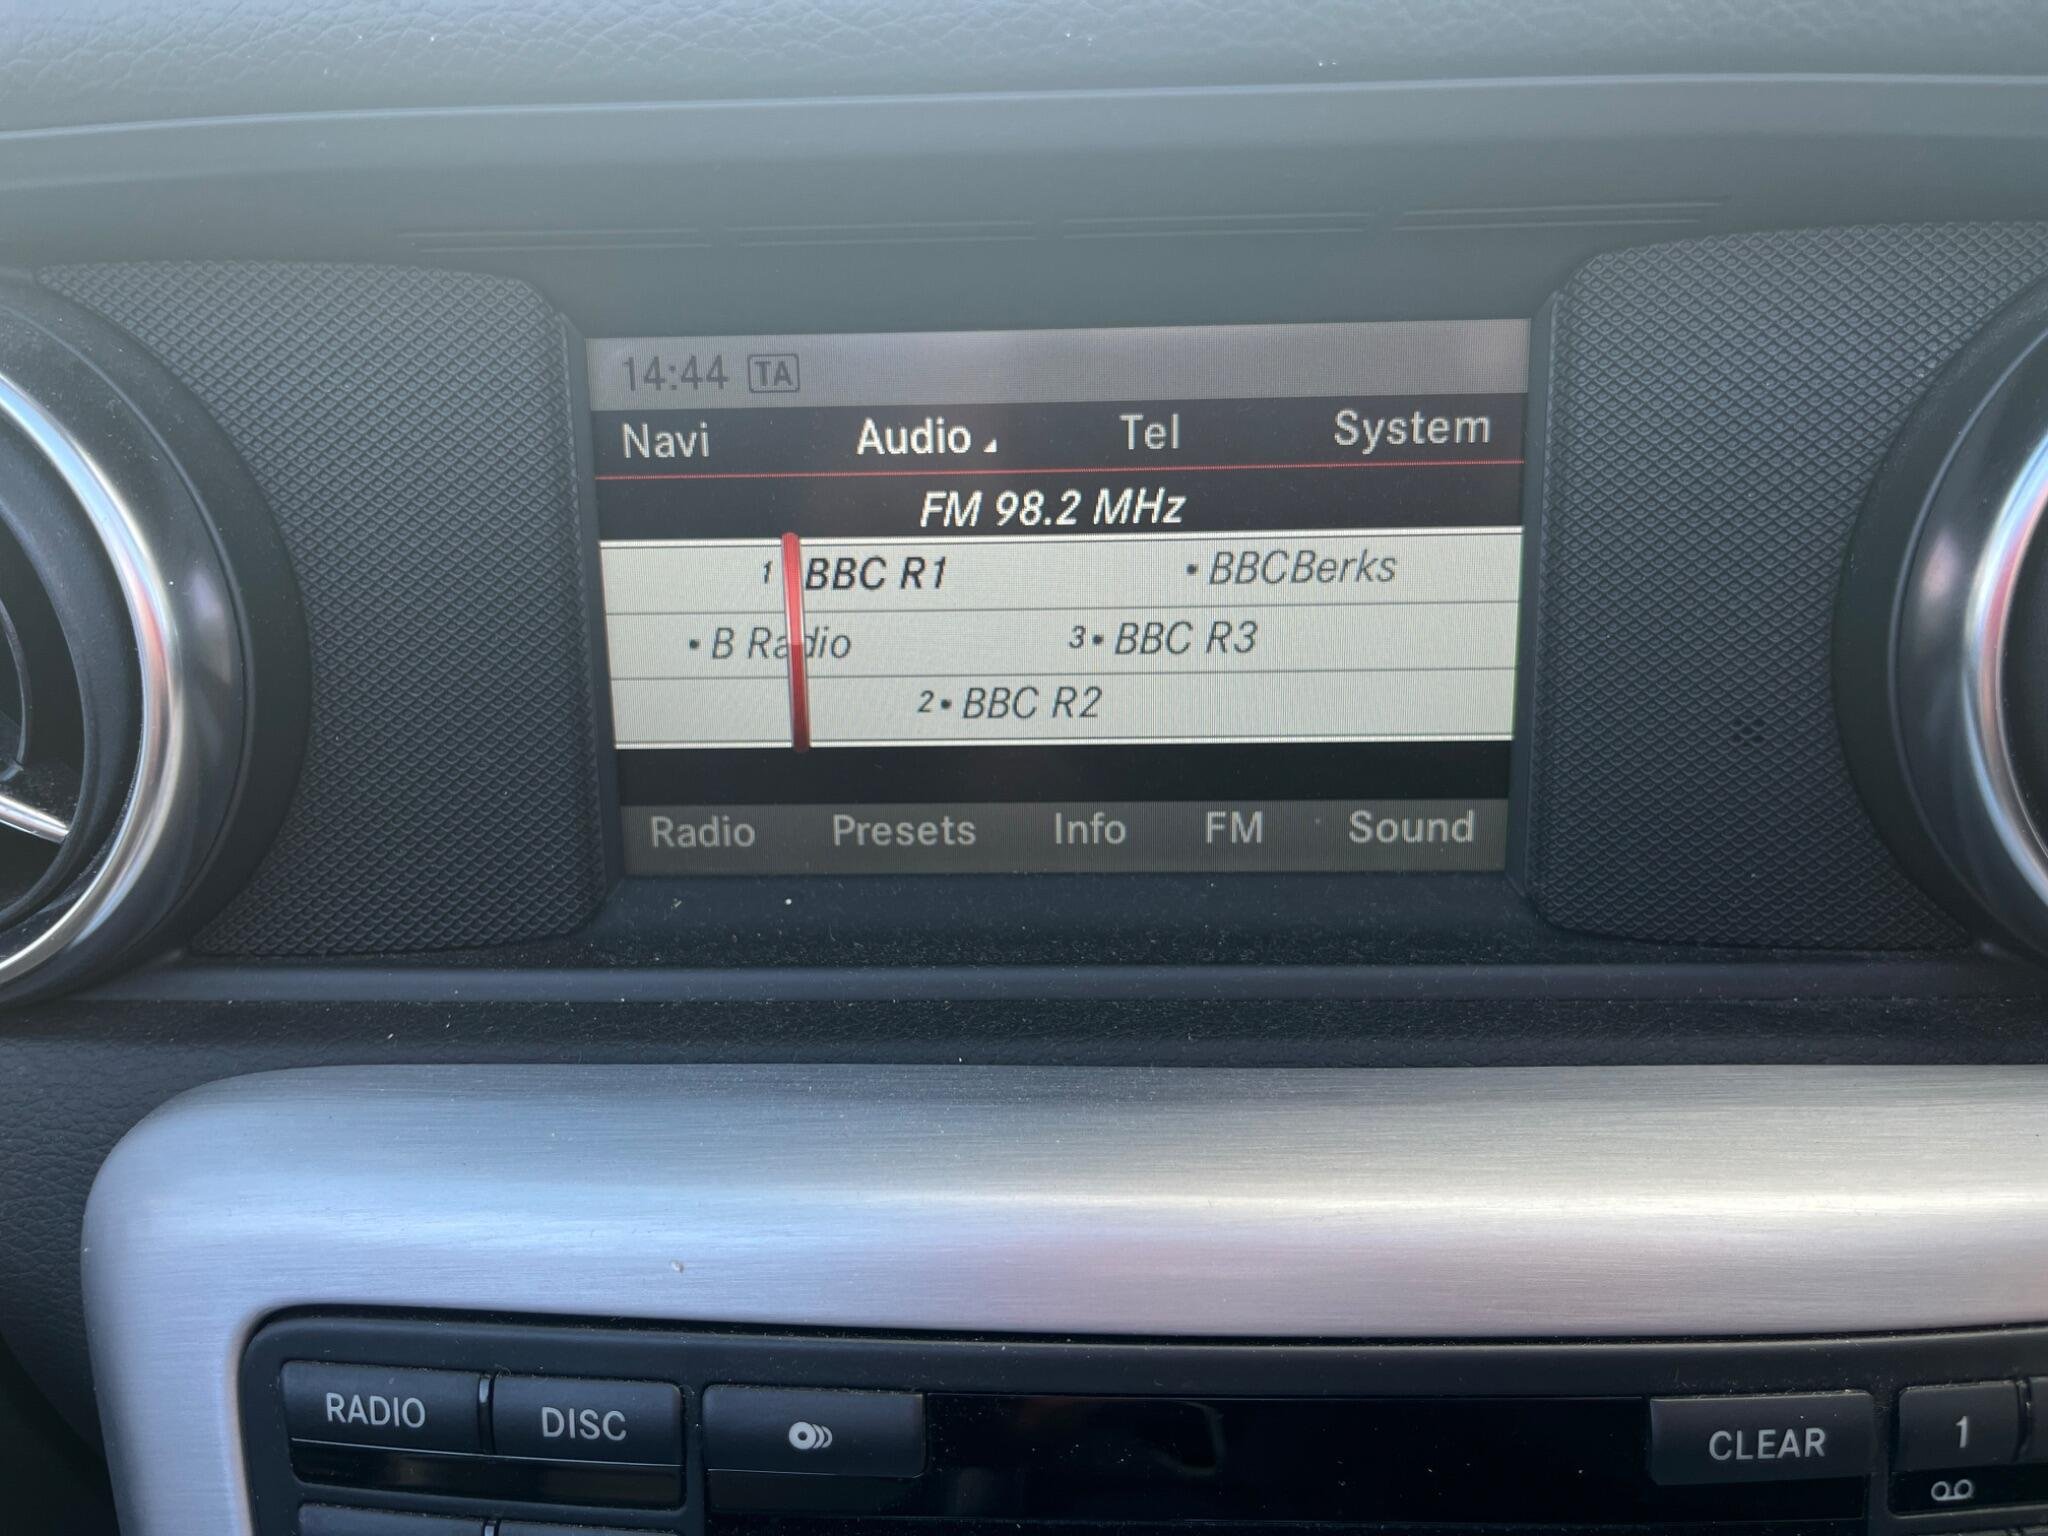 14:44 TA
Navi Audio Tel System
FM 98.2 MHz
1 BBC R1 • BBCBerks
• B Radio 3• BBC R3
2• BBC R2
Radio Presets Info FM Sound
RADIO DISC CLEAR 1